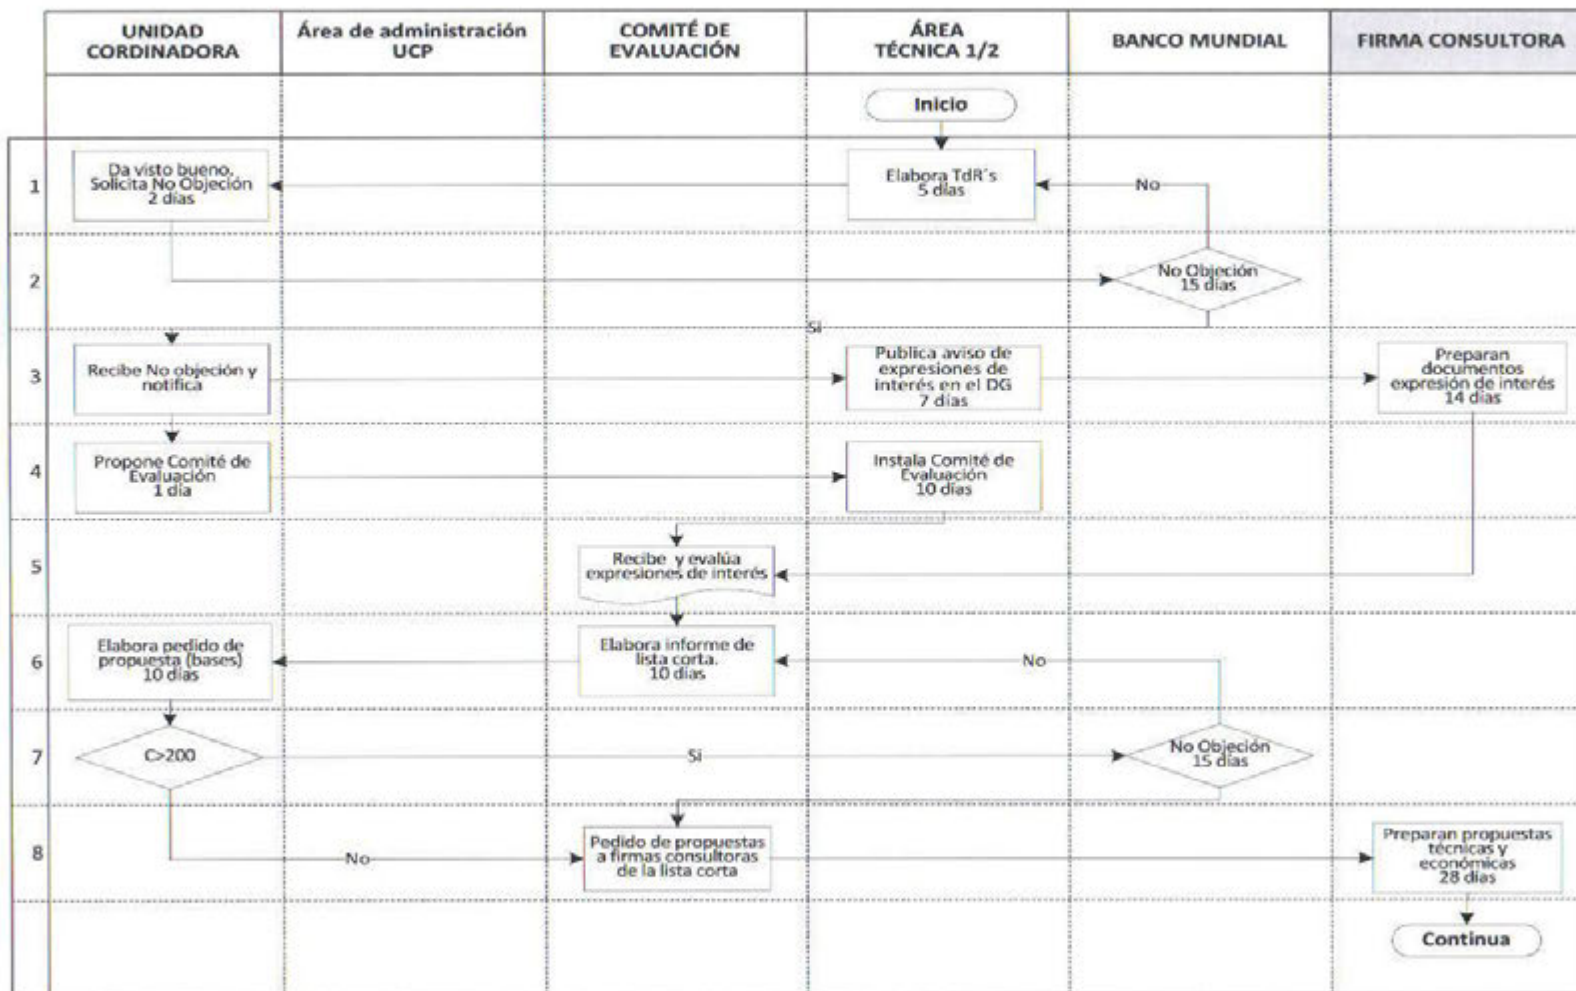 UNIDAD
CORDINADORA
Área de administración
UCP
COMITÉ DE
EVALUACIÓN
ÁREA
TÉCNICA 1/2
BANCO MUNDIAL
FIRMA CONSULTORA
Inicio
1
Da visto bueno.
Solicita No Objeción
2 días
Elabora TdR´s
5 días
No
2
No Objeción
15 días
Si
3
Recibe No objeción y
notifica
Publica aviso de
expresiones de
interés en el DG
7 días
Preparan
documentos
expresión de interés
14 días
4
Propone Comité de
Evaluación
1 día
Instala Comité de
Evaluación
10 días
5
Recibe y evalúa
expresiones de interés
6
Elabora pedido de
propuesta (bases)
10 días
Elabora informe de
lista corta.
10 días
No
7
C>200
Si
No Objeción
15 días
8
No
Pedido de propuestas
a firmas consultoras
de la lista corta
Preparan propuestas
técnicas y
económicas
28 días
Continua